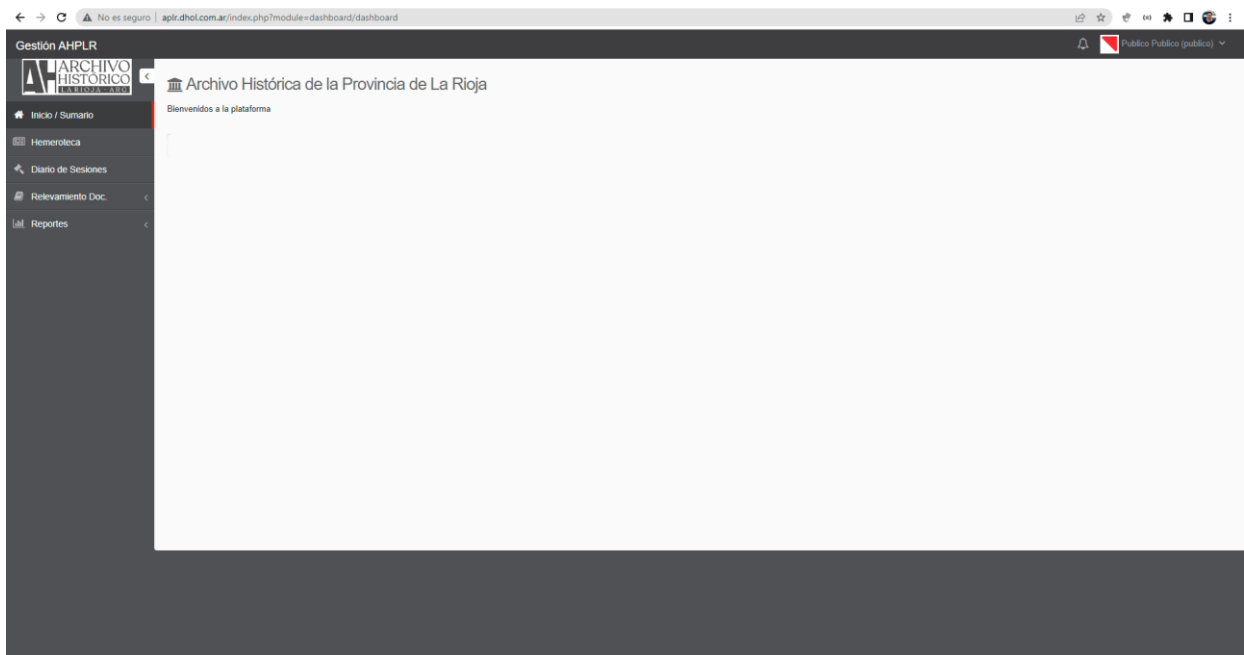 No es seguro | aplr.dhol.com.ar/index.php?module=dashboard/dashboard
Gestión AHPLR
Publico Publico (publico)
AH ARCHIVO
HISTÓRICO
LA RIOJA - ARG
Archivo Histórica de la Provincia de La Rioja
Bienvenidos a la plataforma
Inicio / Sumario
Hemeroteca
Diario de Sesiones
Relevamiento Doc.
Reportes